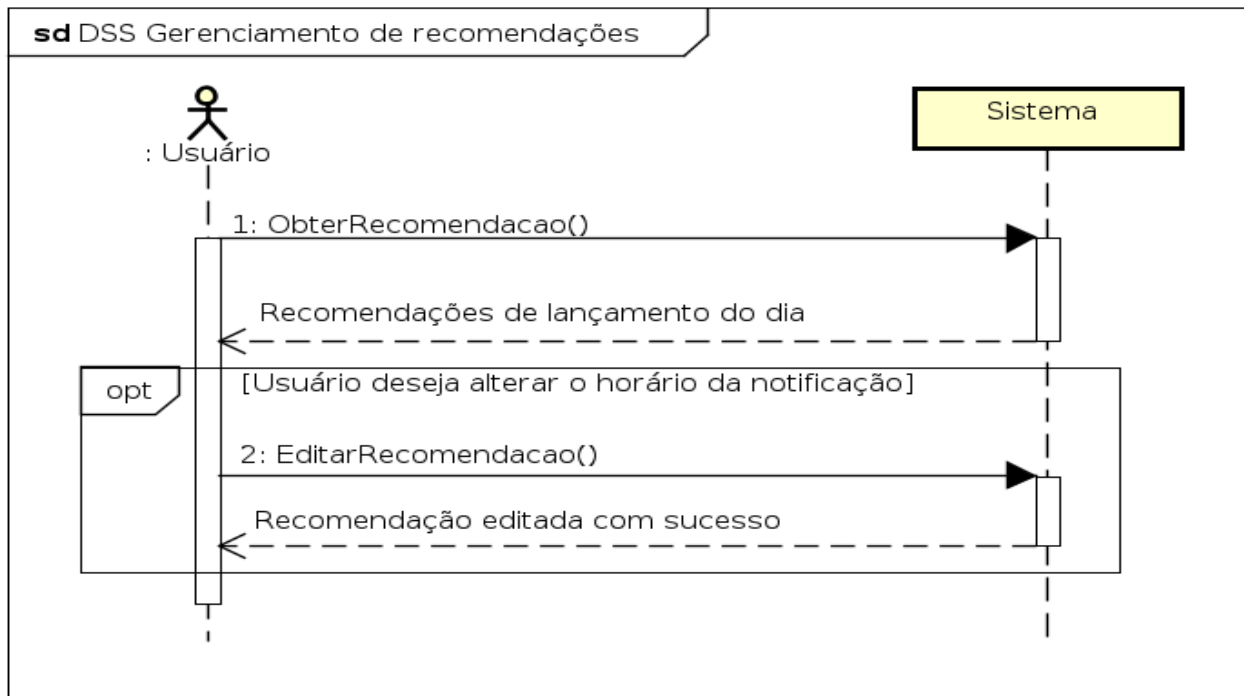 sd DSS Gerenciamento de recomendações
: Usuário
Sistema
1: ObterRecomendacao()
Recomendações de lançamento do dia
opt
[Usuário deseja alterar o horário da notificação]
2: EditarRecomendacao()
Recomendação editada com sucesso